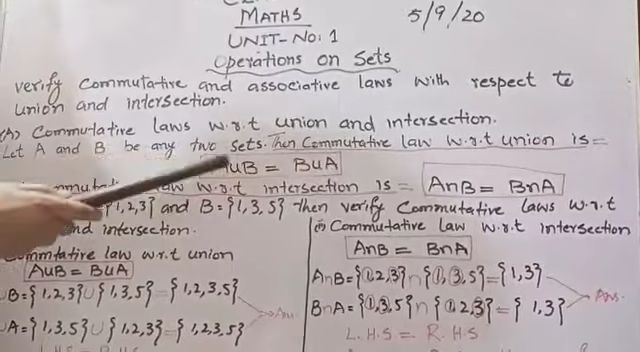 MATHS
5/9/20
UNIT-No:1
Operations on Sets
verify Commutative and associative laws with respect to
union and intersection.
(A) Commutative laws w.r.t union and intersection.
Let A and B be any two sets. Then Commutative law w.r.t union is=
UB = BUA
law w.r.t intersection is= A∩B = B∩A
{1,2,3} and B={1,3,5} then verify Commutative laws w.r.t
intersection.
law w.r.t union
AUB = BUA
UB={1,2,3}U{1,3,5}={1,2,3,5}
UA={1,3,5}U{1,2,3}={1,2,3,5}
Ans
(ii) Commutative law w.r.t intersection
A∩B = B∩A
A∩B={1,2,3}∩{1,3,5}={1,3}
B∩A={1,3,5}∩{1,2,3}={1,3}
Ans.
L.H.S = R.H.S